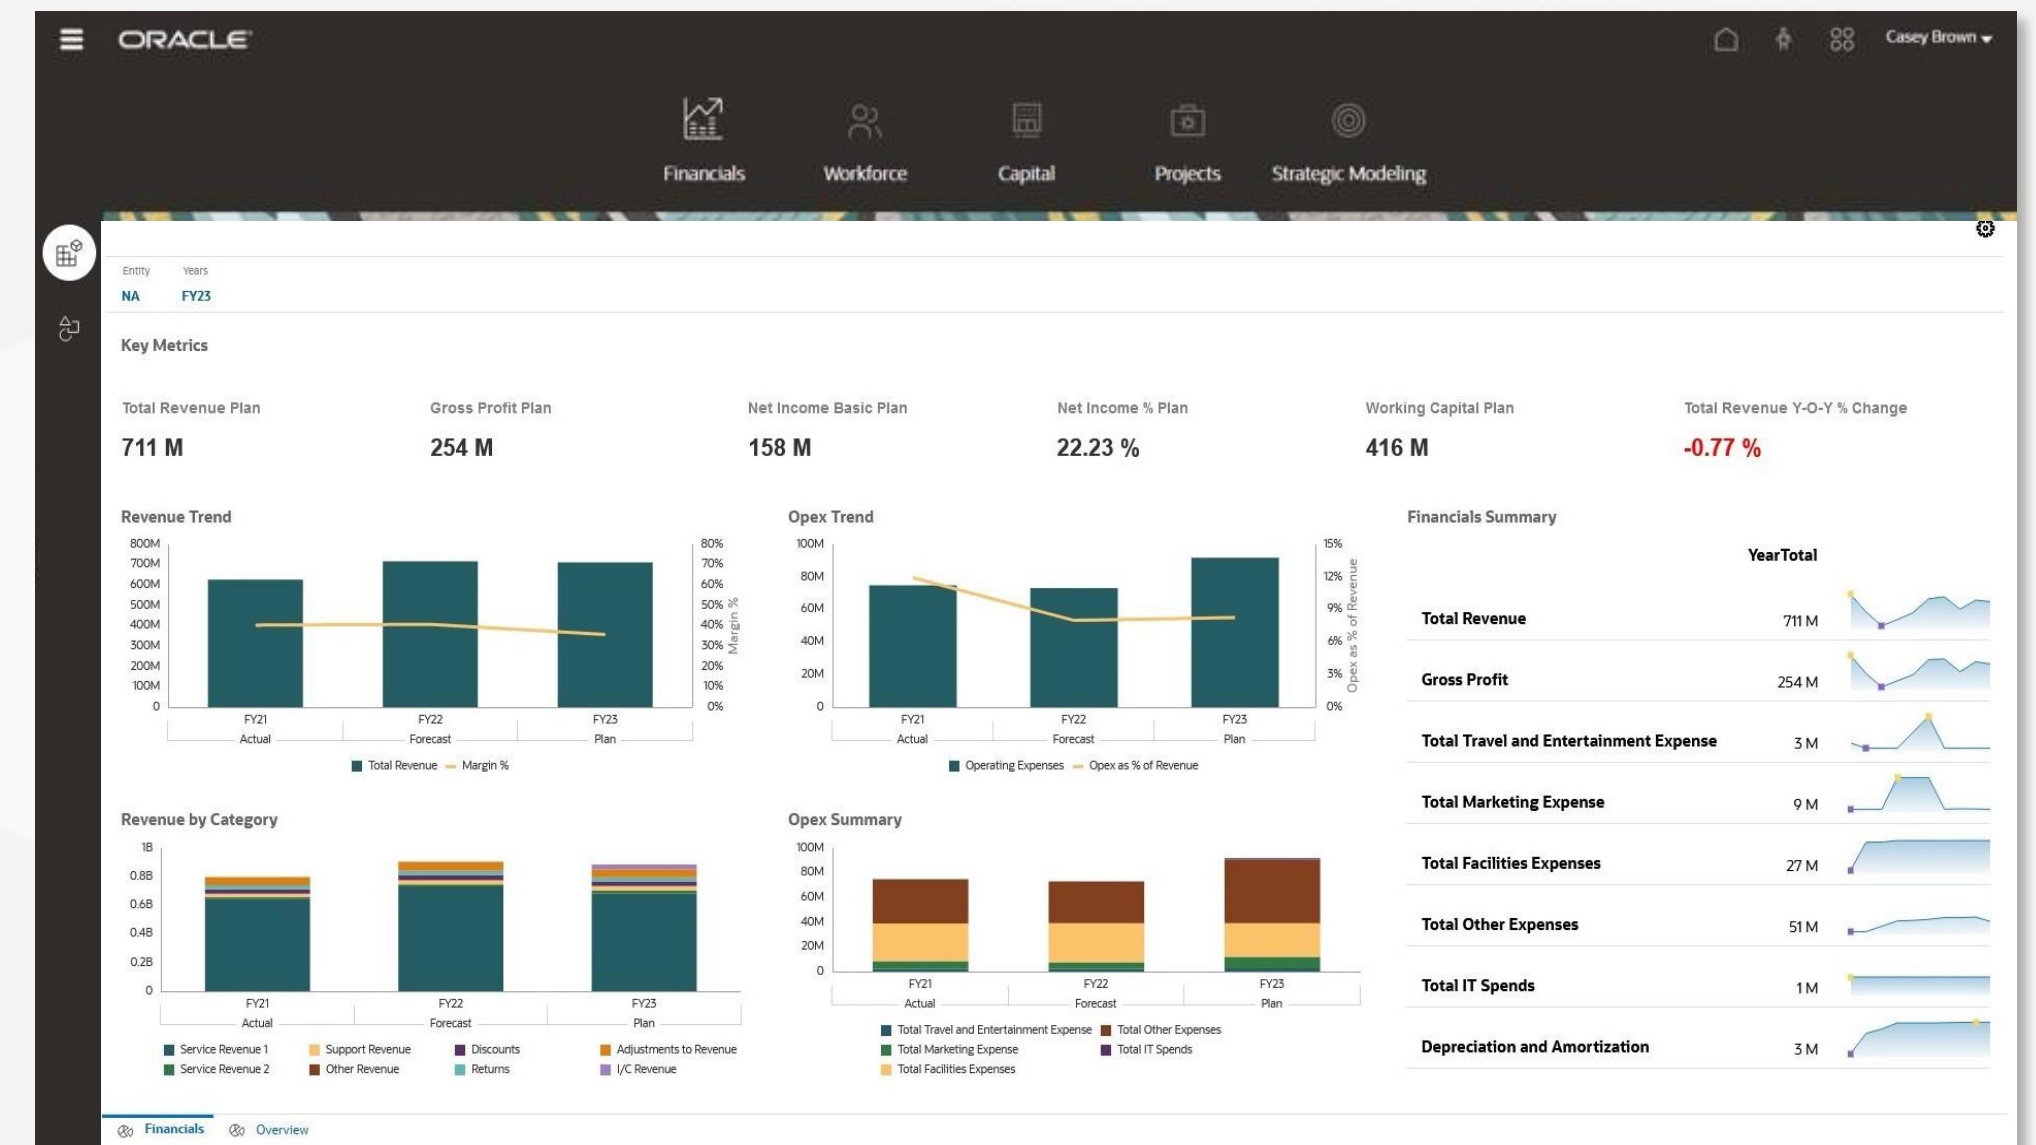 ORACLE
Casey Brown
Financials
Workforce
Capital
Projects
Strategic Modeling
Entity Years
NA FY23
Key Metrics
Total Revenue Plan
711 M
Gross Profit Plan
254 M
Net Income Basic Plan
158 M
Net Income % Plan
22.23 %
Working Capital Plan
416 M
Total Revenue Y-O-Y % Change
-0.77 %
Revenue Trend
800M
700M
600M
500M
400M
300M
200M
100M
0
80%
70%
60%
50%
40%
30%
20%
10%
0%
Margin %
FY21 FY22 FY23
Actual Forecast Plan
Total Revenue Margin %
Opex Trend
100M
80M
60M
40M
20M
0
15%
12%
9%
6%
3%
0%
Opex as % of Revenue
FY21 FY22 FY23
Actual Forecast Plan
Operating Expenses Opex as % of Revenue
Revenue by Category
1B
0.8B
0.6B
0.4B
0.2B
0
FY21 FY22 FY23
Actual Forecast Plan
Service Revenue 1 Support Revenue Discounts Adjustments to Revenue
Service Revenue 2 Other Revenue Returns I/C Revenue
Opex Summary
100M
80M
60M
40M
20M
0
FY21 FY22 FY23
Actual Forecast Plan
Total Travel and Entertainment Expense Total Other Expenses
Total Marketing Expense Total IT Spends
Total Facilities Expenses
Financials Summary
YearTotal
Total Revenue 711 M
Gross Profit 254 M
Total Travel and Entertainment Expense 3 M
Total Marketing Expense 9 M
Total Facilities Expenses 27 M
Total Other Expenses 51 M
Total IT Spends 1 M
Depreciation and Amortization 3 M
Financials Overview